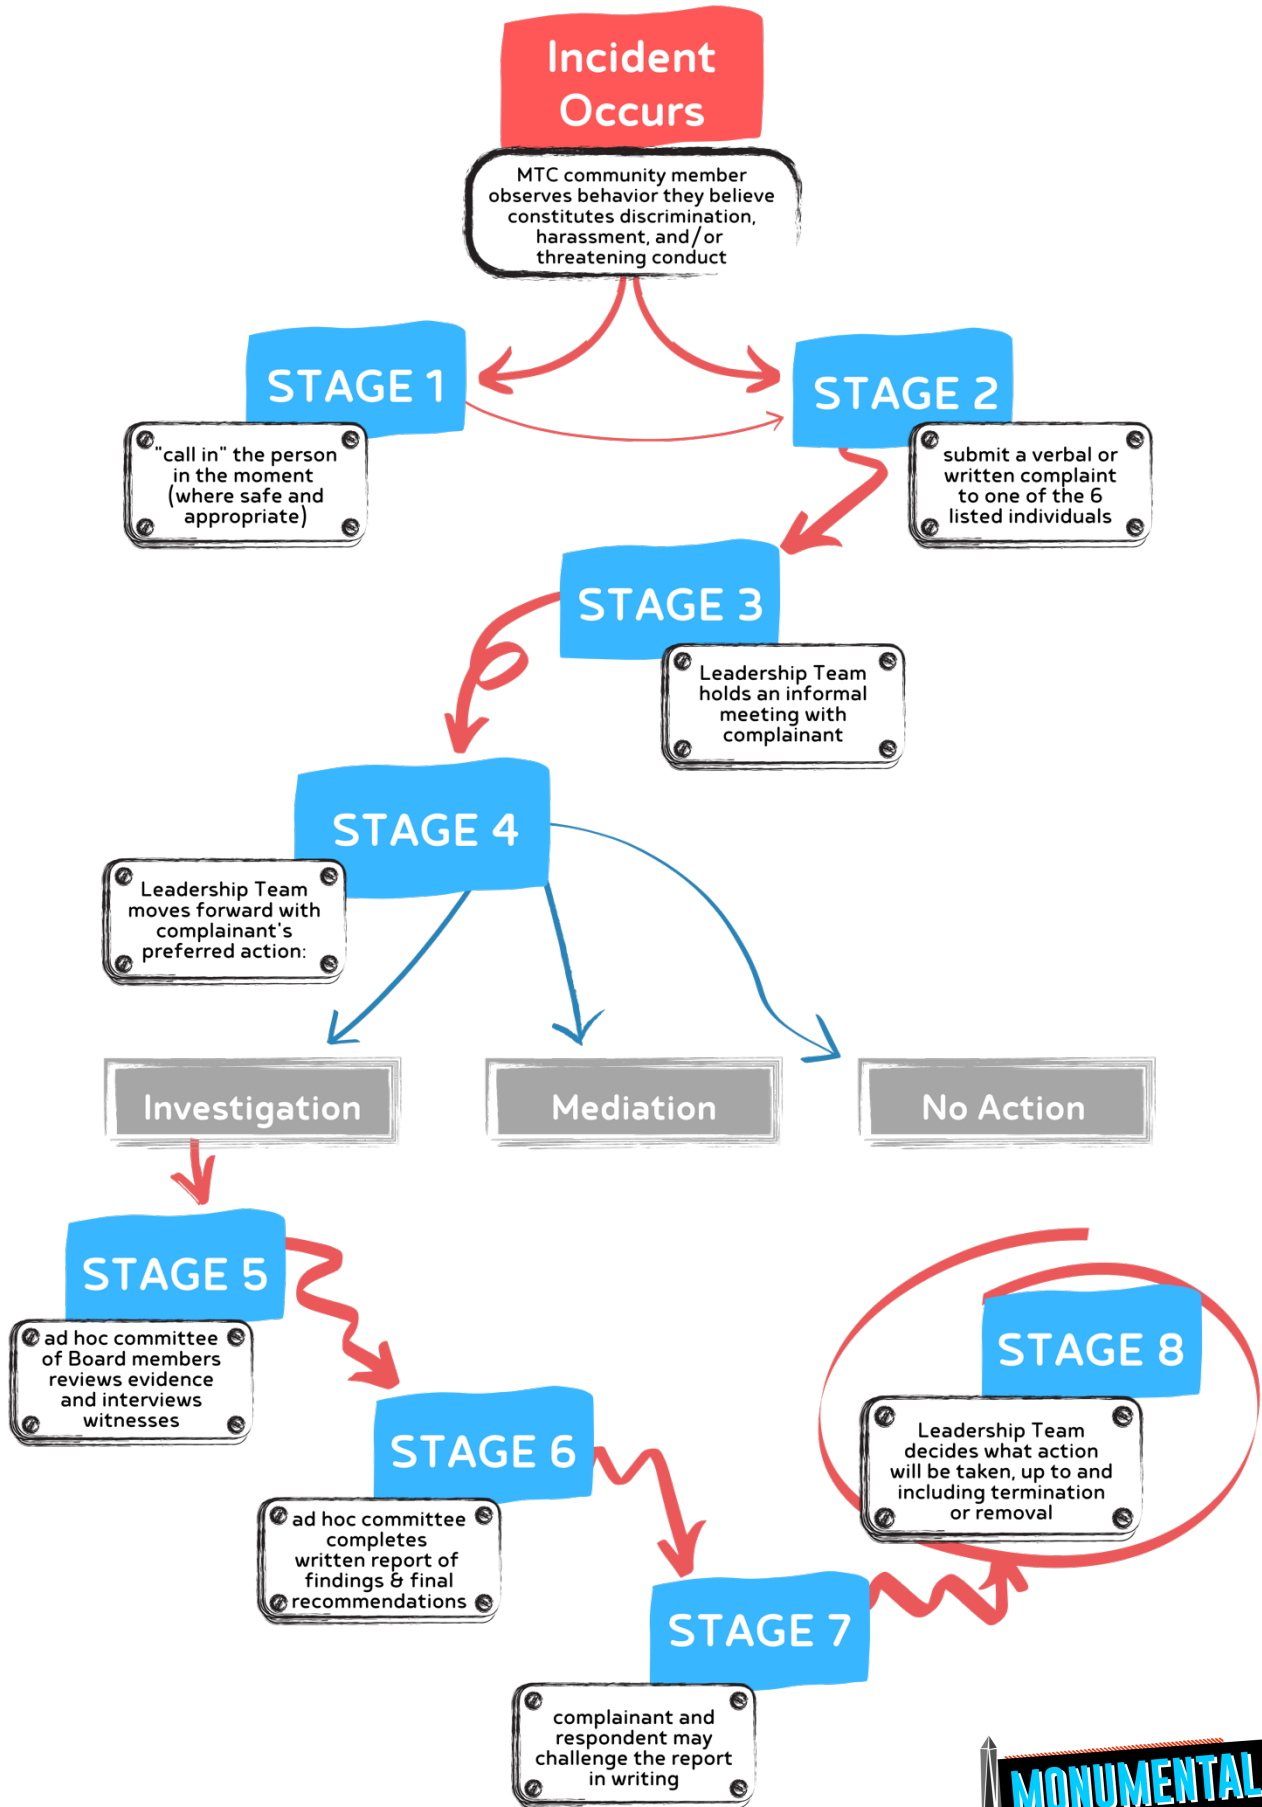 Incident
Occurs
MTC community member
observes behavior they believe
constitutes discrimination,
harassment, and/or
threatening conduct
STAGE 1
"call in" the person
in the moment
(where safe and
appropriate)
STAGE 2
submit a verbal or
written complaint
to one of the 6
listed individuals
STAGE 3
Leadership Team
holds an informal
meeting with
complainant
STAGE 4
Leadership Team
moves forward with
complainant's
preferred action:
Investigation
Mediation
No Action
STAGE 5
ad hoc committee
of Board members
reviews evidence
and interviews
witnesses
STAGE 6
ad hoc committee
completes
written report of
findings & final
recommendations
STAGE 7
complainant and
respondent may
challenge the report
in writing
STAGE 8
Leadership Team
decides what action
will be taken, up to and
including termination
or removal
MONUMENTAL